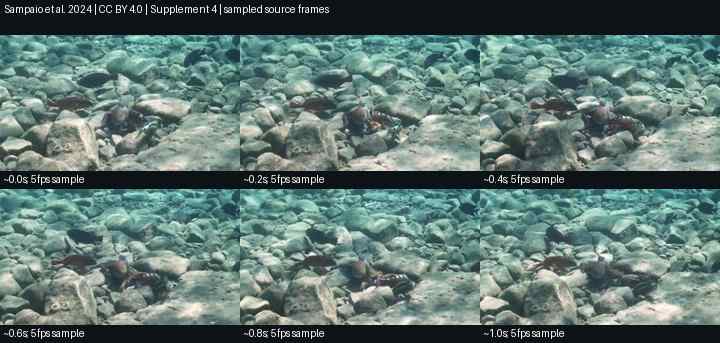 Sampaio et al. 2024 | CC BY 4.0 | Supplement 4 | sampled source frames
~0.0s; 5fps sample
~0.2s; 5fps sample
~0.4s; 5fps sample
~0.6s; 5fps sample
~0.8s; 5fps sample
~1.0s; 5fps sample